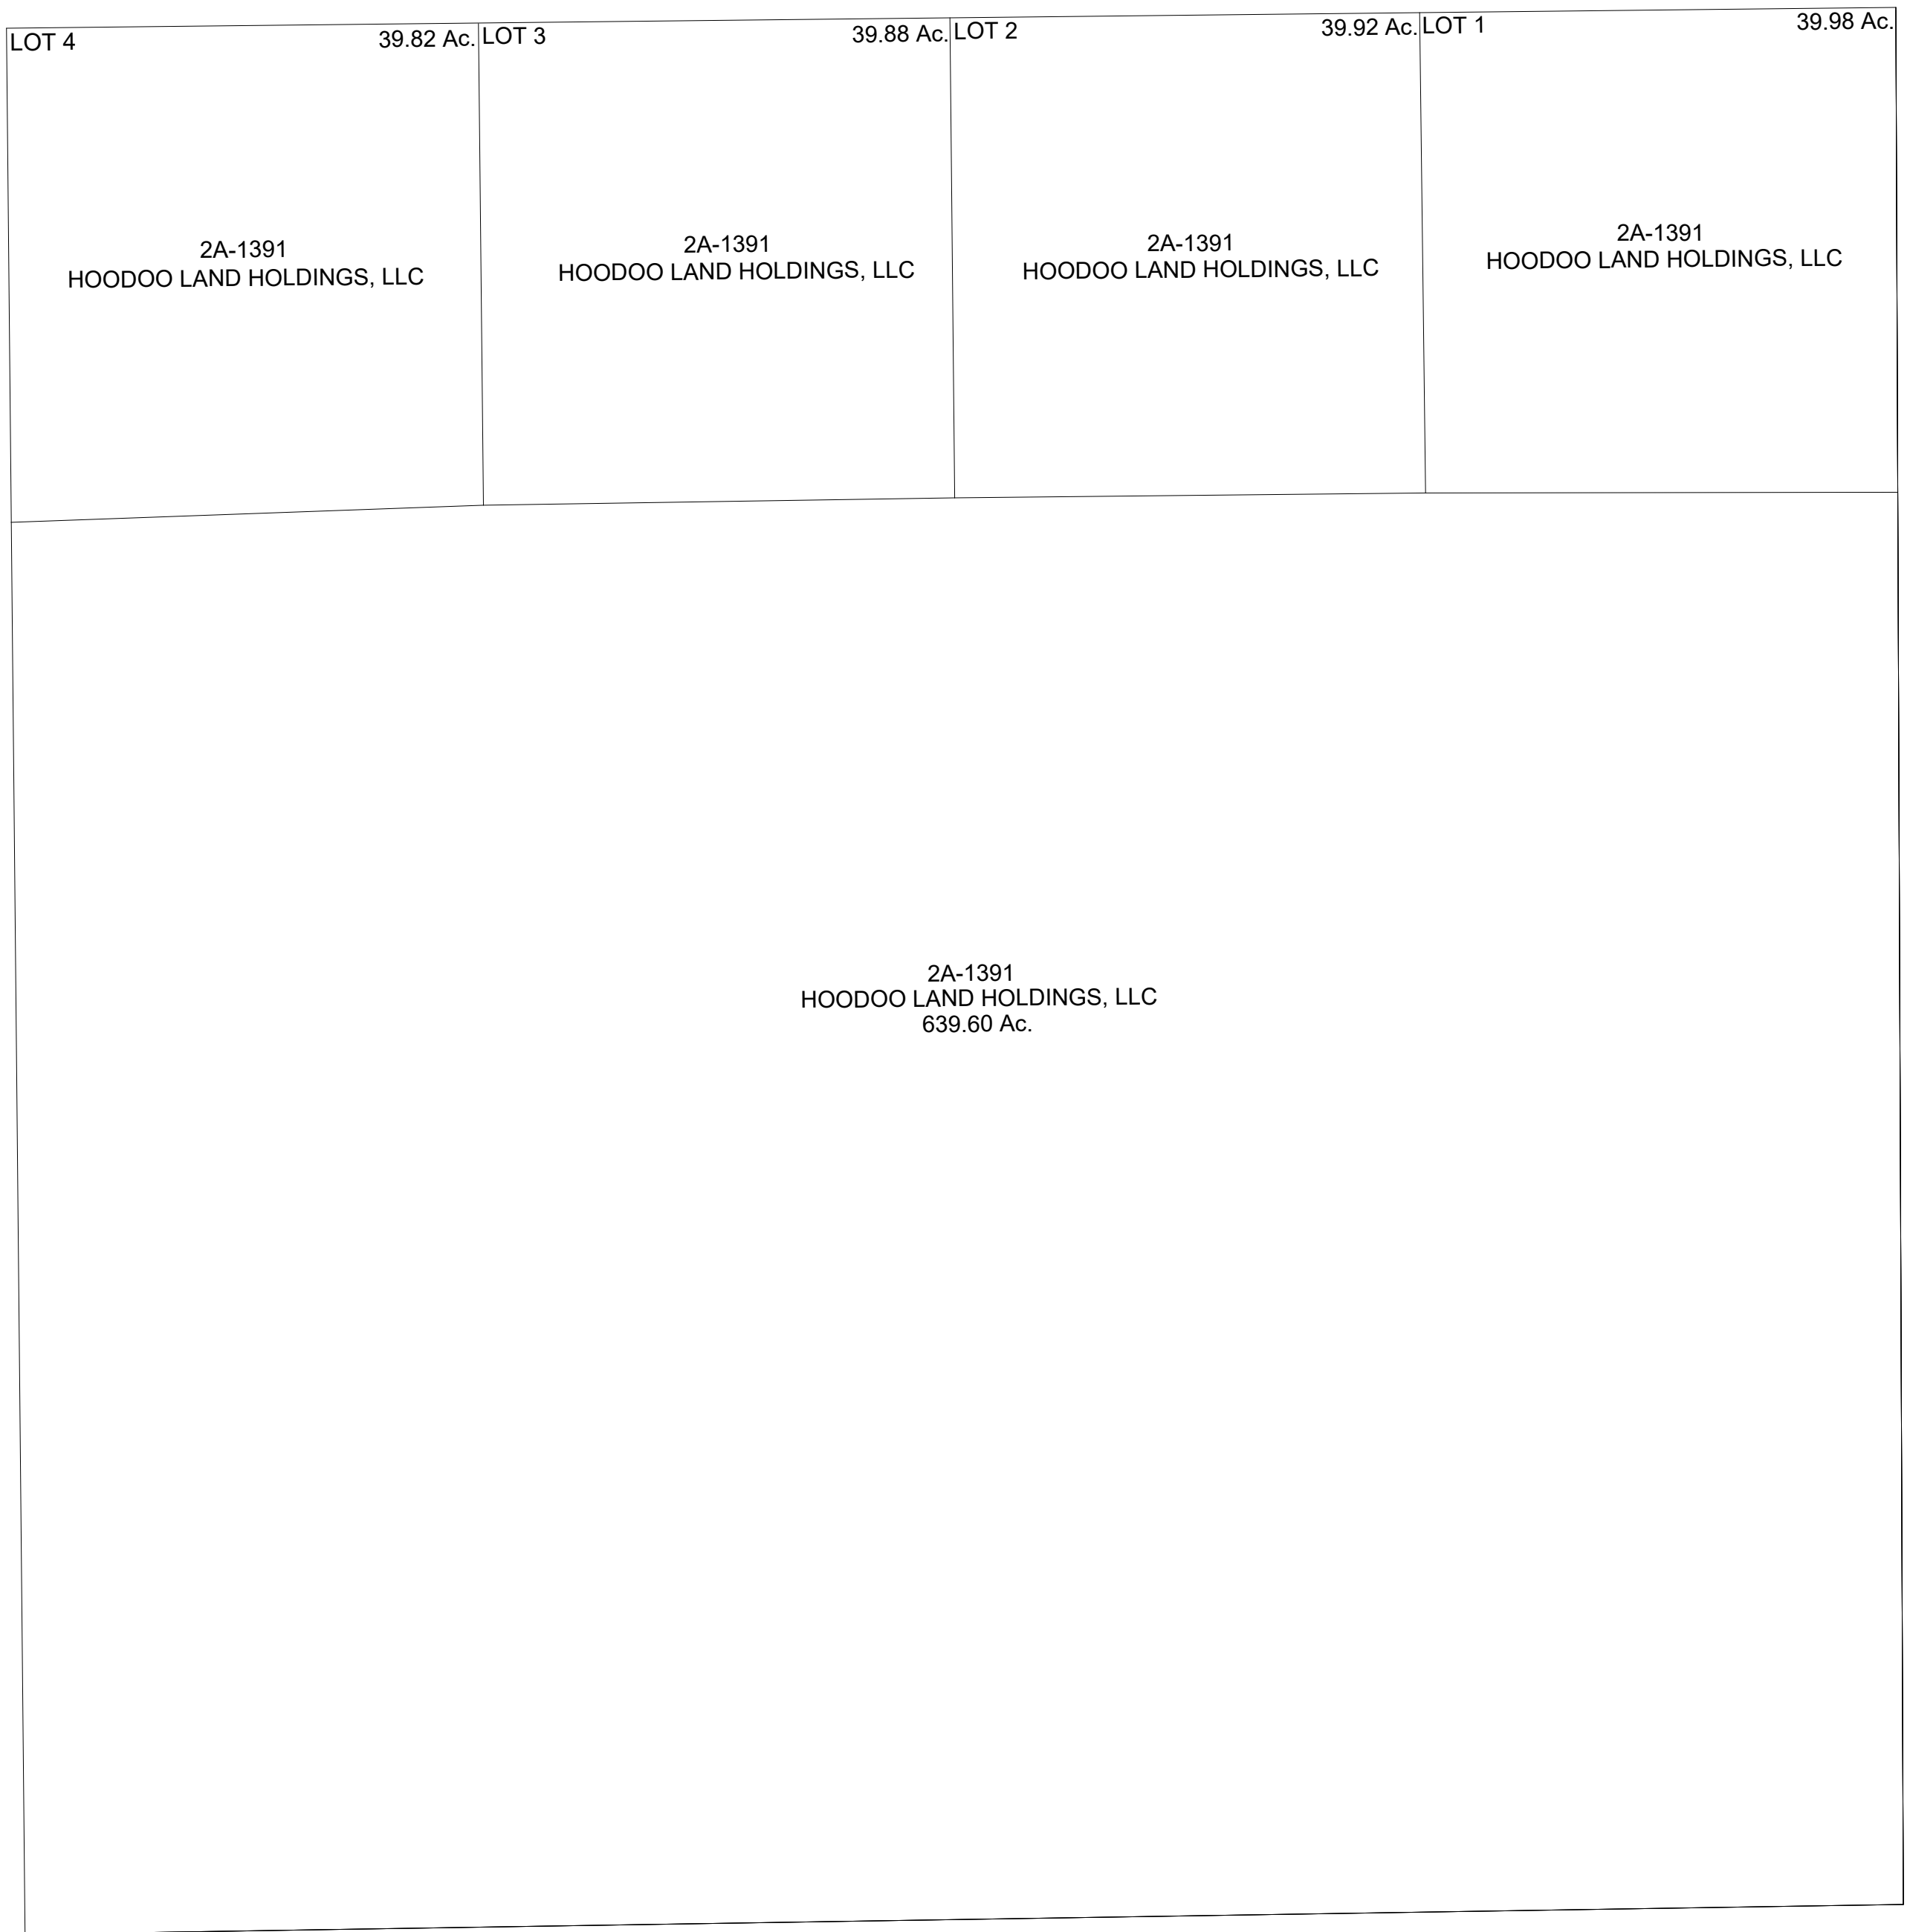 LOT 4 39.82 Ac. LOT 3 39.88 Ac. LOT 2 39.92 Ac. LOT 1 39.98 Ac.
2A-1391
HOODOO LAND HOLDINGS, LLC
2A-1391
HOODOO LAND HOLDINGS, LLC
2A-1391
HOODOO LAND HOLDINGS, LLC
2A-1391
HOODOO LAND HOLDINGS, LLC
2A-1391
HOODOO LAND HOLDINGS, LLC
639.60 Ac.